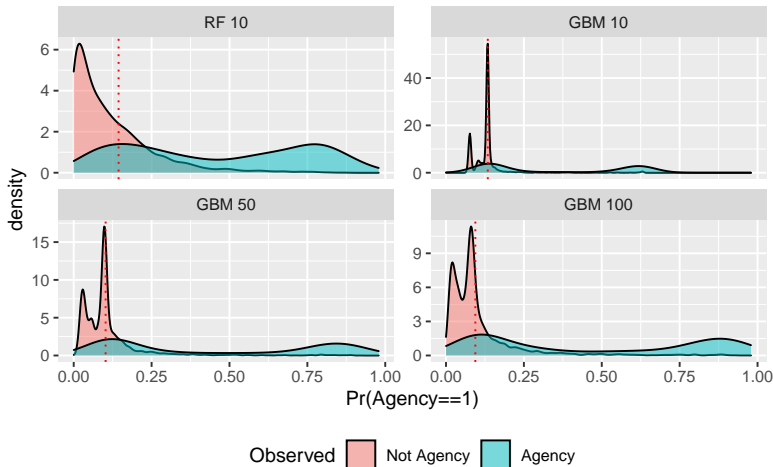 RF 10
GBM 10
6
4
2
0
40
20
0
density
GBM 50
GBM 100
15
10
5
0
9
6
3
0
0.00 0.25 0.50 0.75 1.00
0.00 0.25 0.50 0.75 1.00
Pr(Agency==1)
Observed Not Agency Agency